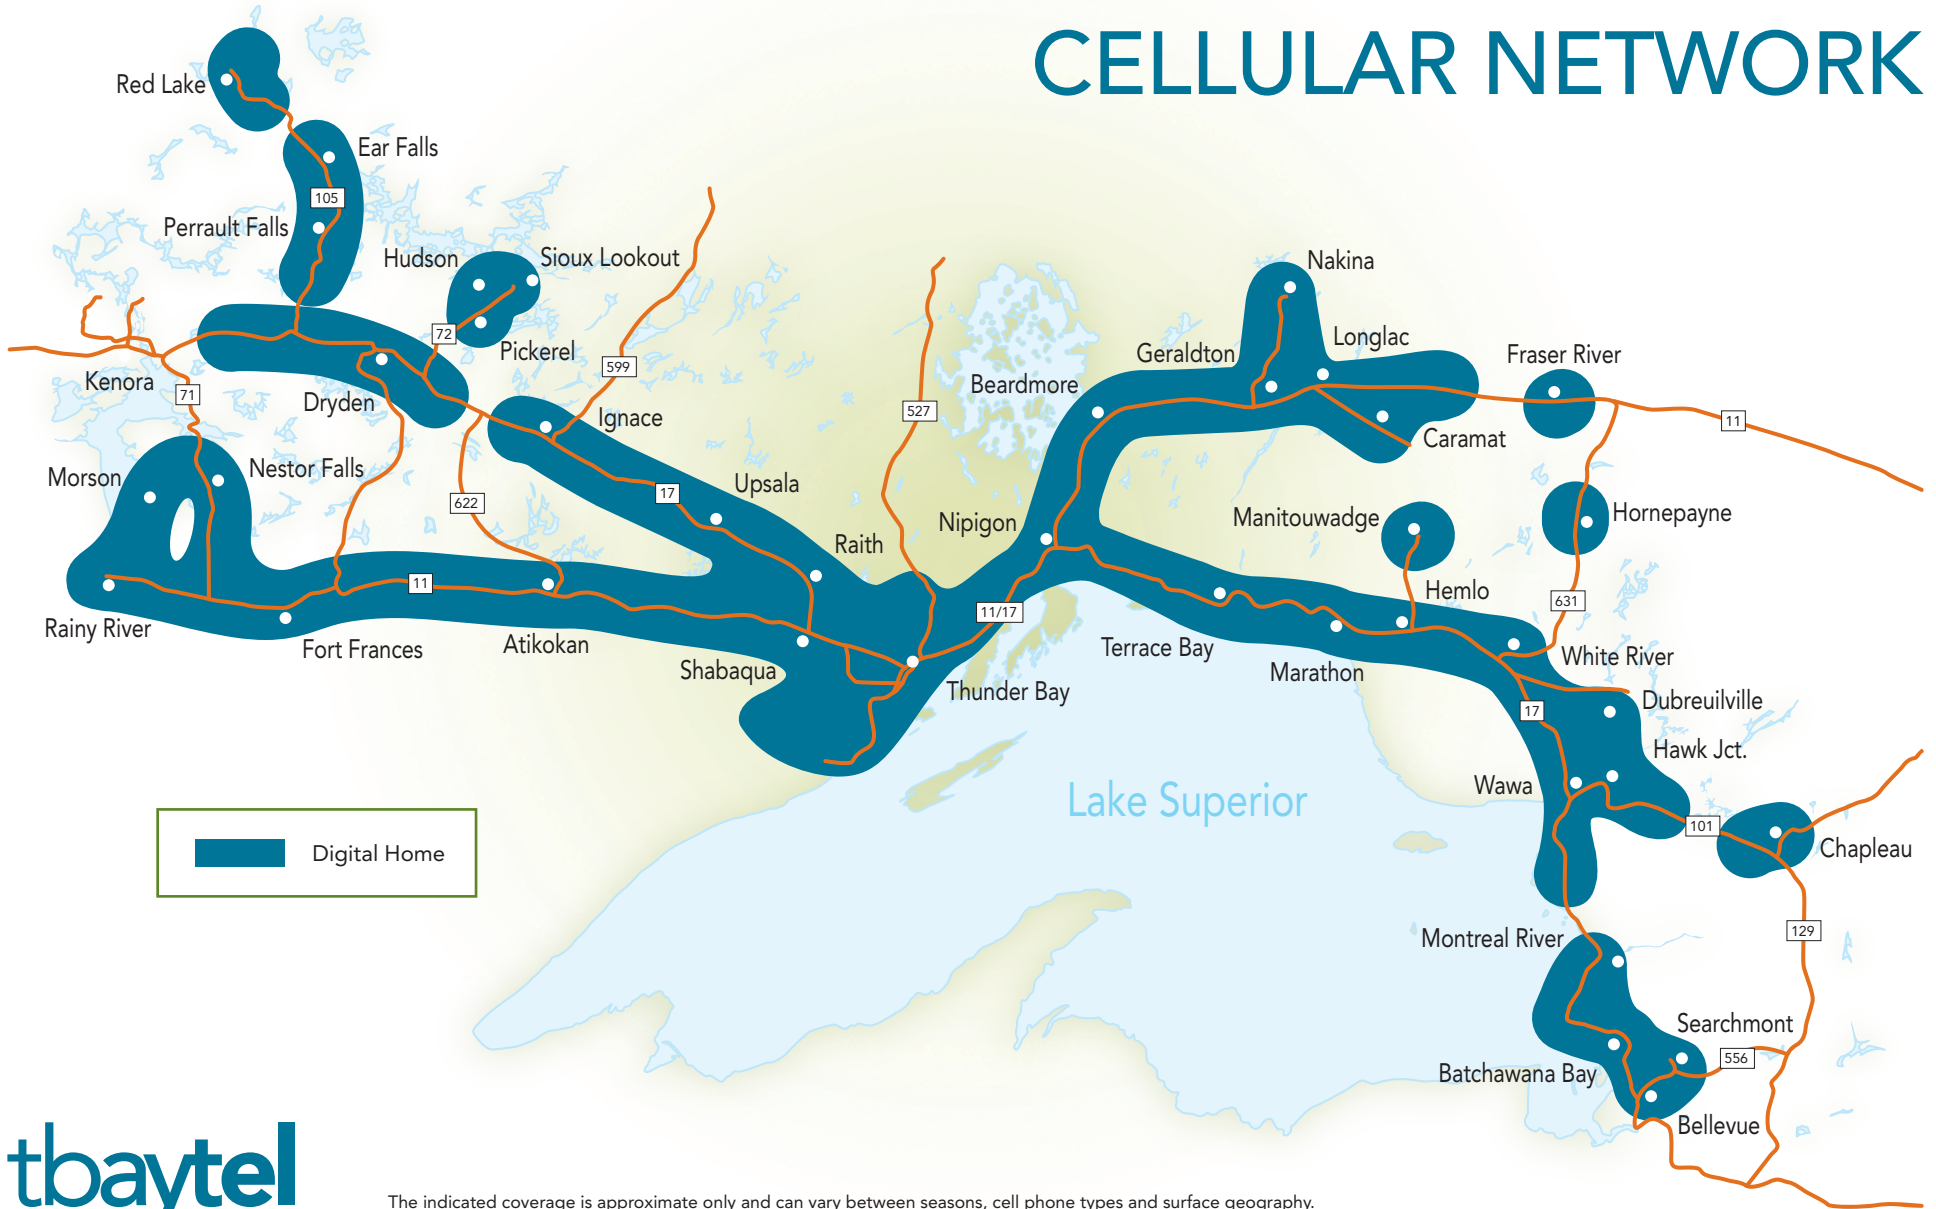 CELLULAR NETWORK
Red Lake
Ear Falls
105
Perrault Falls
Hudson
Sioux Lookout
72
Pickerel
599
Kenora
71
Dryden
Ignace
527
Nakina
Longlac
Geraldton
Beardmore
Fraser River
11
Caramat
Morson
Nestor Falls
622
17
Upsala
Raith
Nipigon
Manitouwadge
Hornepayne
Hemlo
631
Rainy River
11
Fort Frances
Atikokan
Shabaqua
11/17
Thunder Bay
Terrace Bay
Marathon
White River
Dubreuilville
17
Hawk Jct.
Wawa
101
Chapleau
Lake Superior
Digital Home
Montreal River
129
Searchmont
556
Batchawana Bay
Bellevue
tbaytel
The indicated coverage is approximate only and can vary between seasons, cell phone types and surface geography.